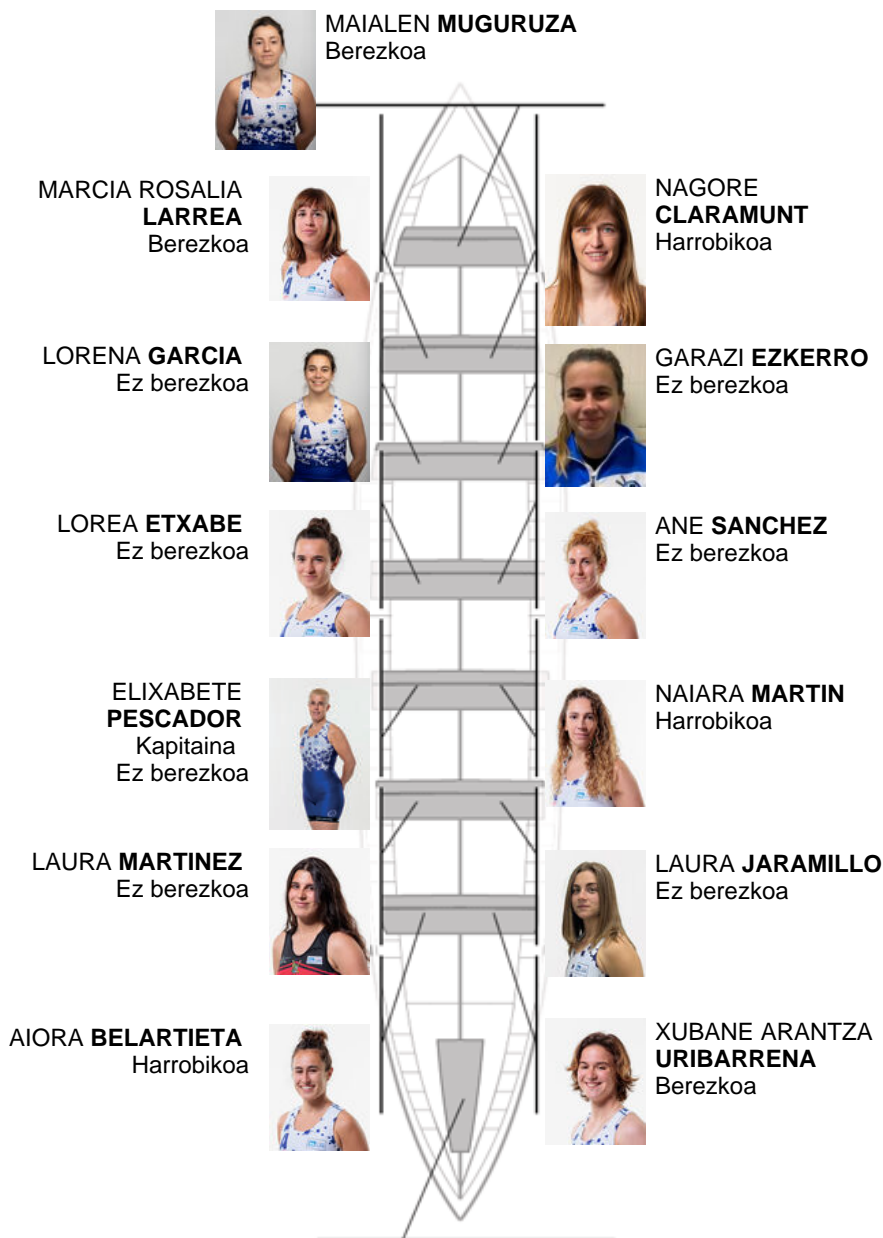 MAIALEN MUGURUZA
Berezkoa
MARCIA ROSALIA
LARREA
Berezkoa
NAGORE
CLARAMUNT
Harrobikoa
LORENA GARCIA
Ez berezkoa
GARAZI EZKERRO
Ez berezkoa
LOREA ETXABE
Ez berezkoa
ANE SANCHEZ
Ez berezkoa
ELIXABETE
PESCADOR
Kapitaina
Ez berezkoa
NAIARA MARTIN
Harrobikoa
LAURA MARTINEZ
Ez berezkoa
LAURA JARAMILLO
Ez berezkoa
AIORA BELARTIETA
Harrobikoa
XUBANE ARANTZA
URIBARRENA
Berezkoa